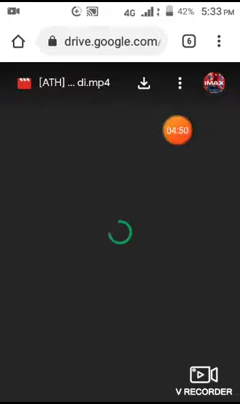 4G 42% 5:33 PM
drive.google.com/ 6
[ATH] ... di.mp4 IMAX
04:50
V RECORDER